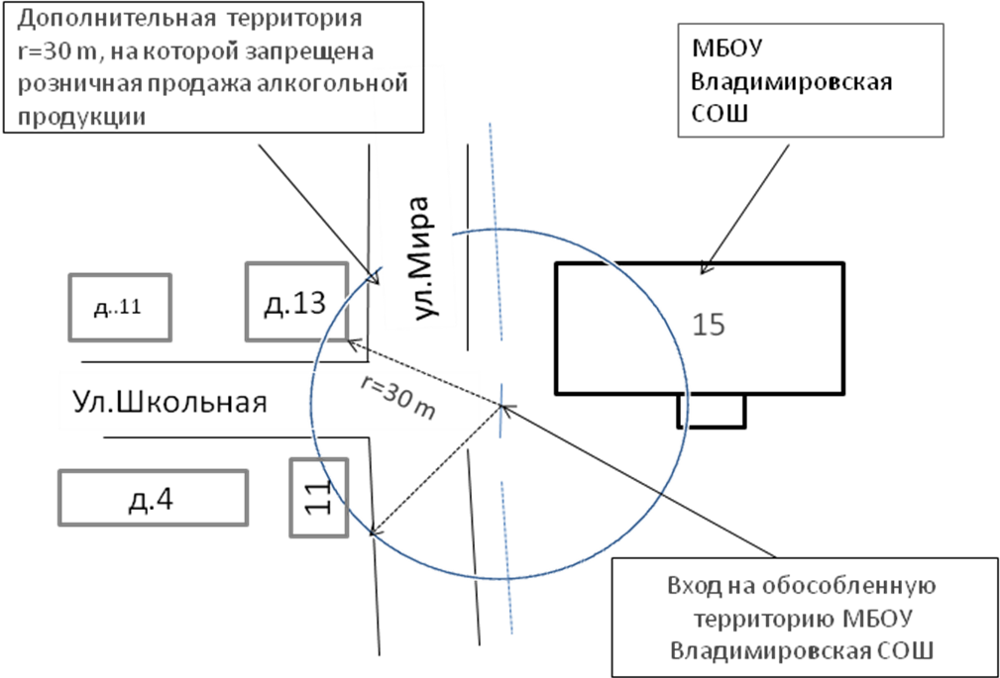 Дополнительная территория
r=30 m, на которой запрещена
розничная продажа алкогольной
продукции
МБОУ
Владимировская
СОШ
ул.Мира
д..11
д.13
15
Ул.Школьная
r=30 m
д.4
11
Вход на обособленную
территорию МБОУ
Владимировская СОШ